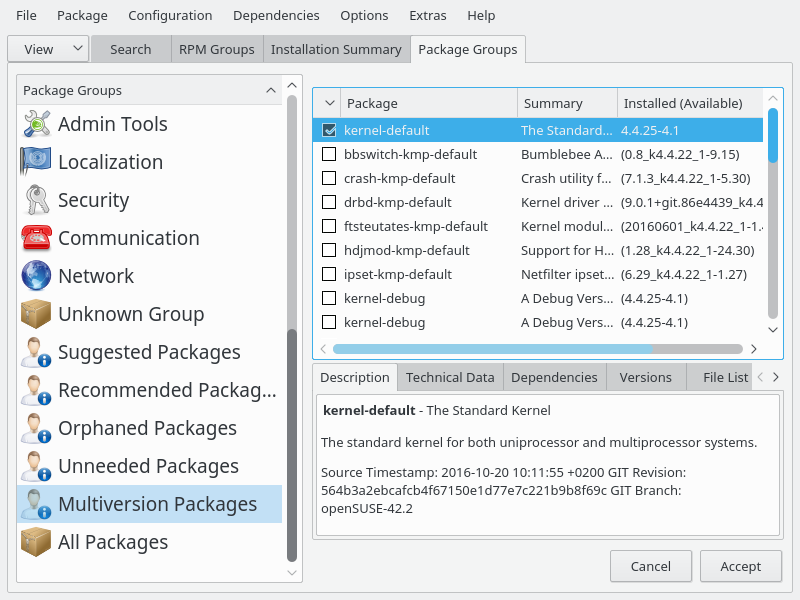 File Package Configuration Dependencies Options Extras Help
View Search RPM Groups Installation Summary Package Groups
Package Groups
Admin Tools
Localization
Security
Communication
Network
Unknown Group
Suggested Packages
Recommended Packag...
Orphaned Packages
Unneeded Packages
Multiversion Packages
All Packages
Package Summary Installed (Available)
kernel-default The Standard... 4.4.25-4.1
bbswitch-kmp-default Bumblebee A... (0.8_k4.4.22_1-9.15)
crash-kmp-default Crash utility f... (7.1.3_k4.4.22_1-5.30)
drbd-kmp-default Kernel driver ... (9.0.1+git.86e4439_k4.4
ftsteutates-kmp-default Kernel modul... (20160601_k4.4.22_1-1.
hdjmod-kmp-default Support for H... (1.28_k4.4.22_1-24.30)
ipset-kmp-default Netfilter ipset... (6.29_k4.4.22_1-1.27)
kernel-debug A Debug Vers... (4.4.25-4.1)
kernel-debug A Debug Vers... (4.4.25-4.1)
Description Technical Data Dependencies Versions File List
kernel-default - The Standard Kernel
The standard kernel for both uniprocessor and multiprocessor systems.
Source Timestamp: 2016-10-20 10:11:55 +0200 GIT Revision:
564b3a2ebcafcb4f67150e1d77e7c221b9b8f69c GIT Branch:
openSUSE-42.2
Cancel Accept